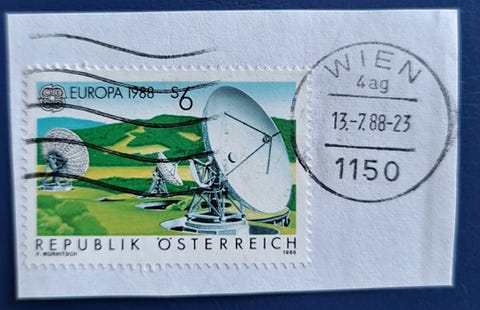 EUROPA 1988 S6
REPUBLIK ÖSTERREICH
1988
WIEN
4ag
13.-7.88-23
1150